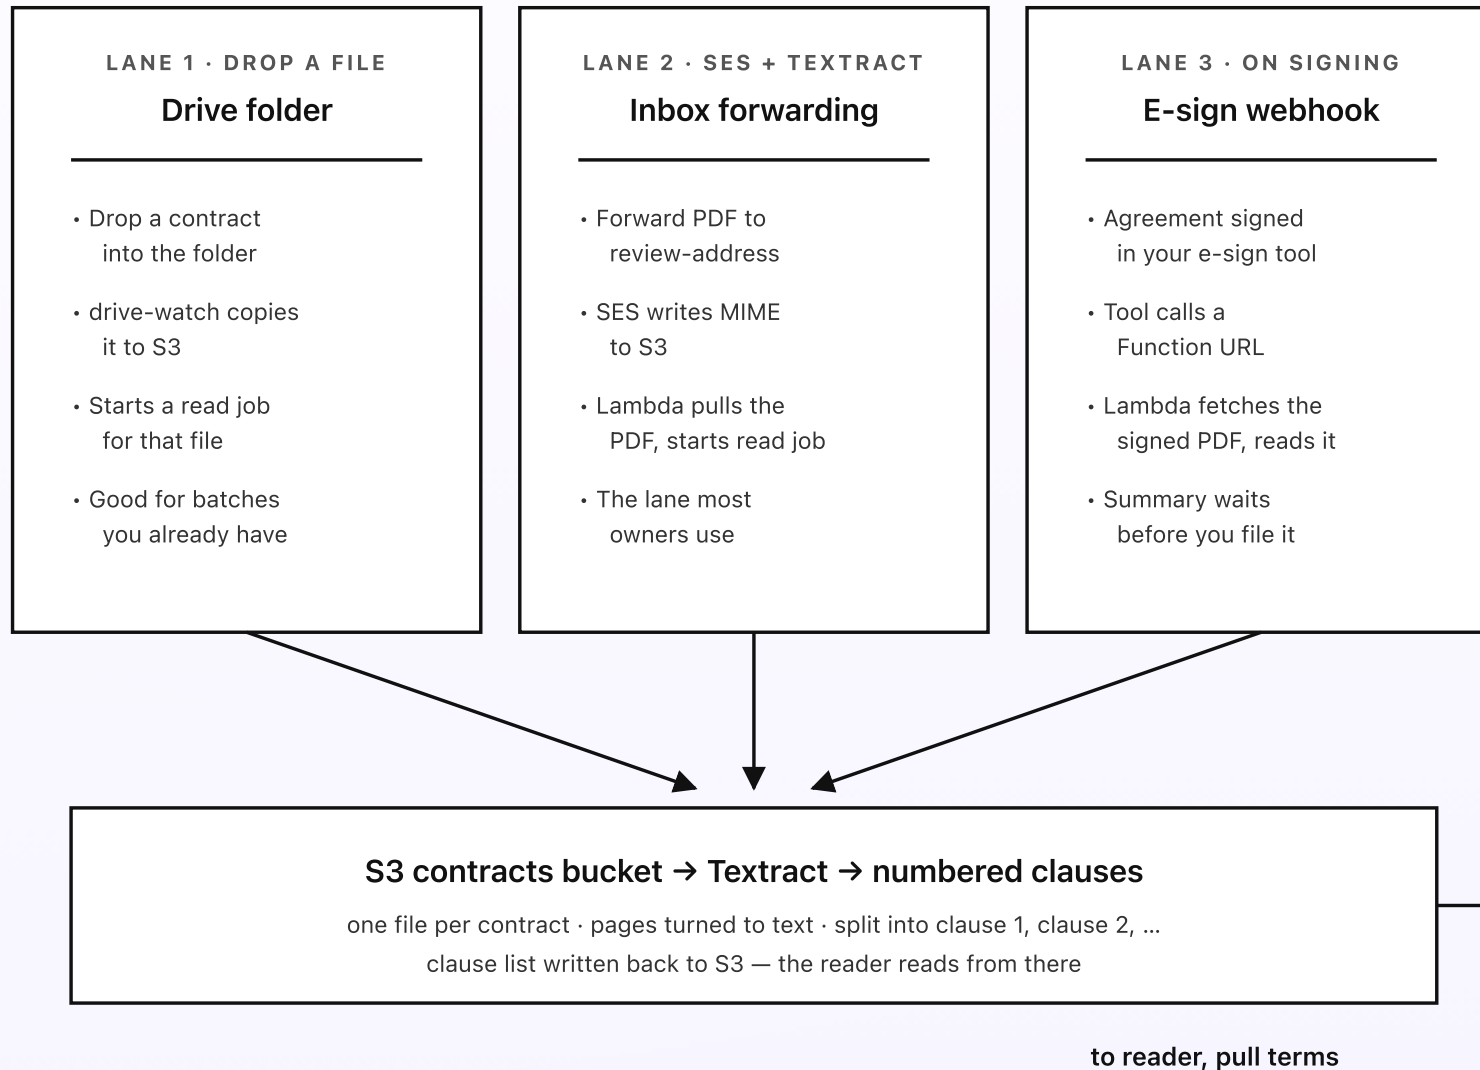 LANE 1 · DROP A FILE
Drive folder
• Drop a contract
into the folder
• drive-watch copies
it to S3
• Starts a read job
for that file
• Good for batches
you already have
LANE 2 · SES + TEXTRACT
Inbox forwarding
• Forward PDF to
review-address
• SES writes MIME
to S3
• Lambda pulls the
PDF, starts read job
• The lane most
owners use
LANE 3 · ON SIGNING
E-sign webhook
• Agreement signed
in your e-sign tool
• Tool calls a
Function URL
• Lambda fetches the
signed PDF, reads it
• Summary waits
before you file it
S3 contracts bucket → Textract → numbered clauses
one file per contract · pages turned to text · split into clause 1, clause 2, ...
clause list written back to S3 — the reader reads from there
to reader, pull terms